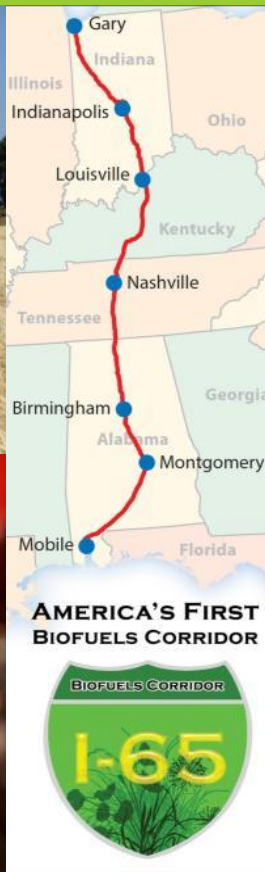 Gary
Indiana
Illinois
Indianapolis
Ohio
Louisville
Kentucky
Nashville
Tennessee
Georgia
Birmingham
Alabama
Montgomery
Mobile
Florida
AMERICA'S FIRST
BIOFUELS CORRIDOR
BIOFUELS CORRIDOR
I-65